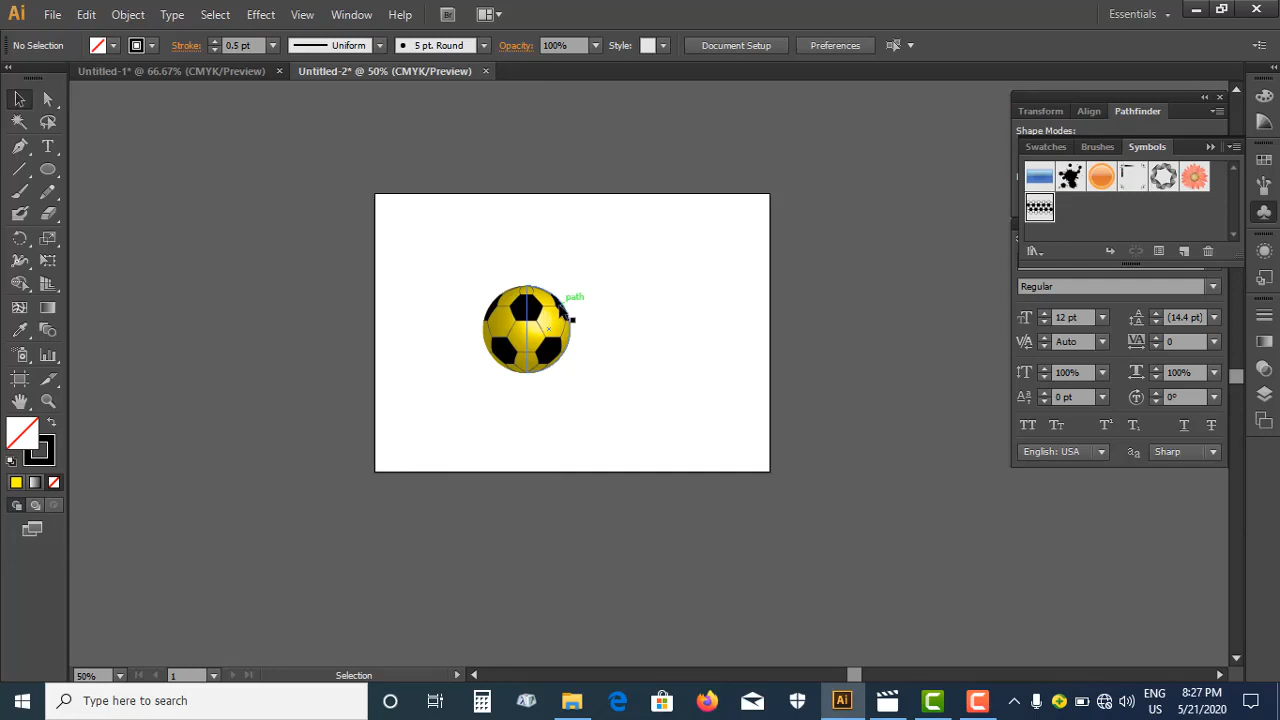 Ai File Edit Object Type Select Effect View Window Help Br Essentials
No Selection Stroke: 0.5 pt Uniform 5 pt. Round Opacity: 100% Style: Document Setup Preferences
Untitled-1* @ 66.67% (CMYK/Preview) × Untitled-2* @ 50% (CMYK/Preview) ×
Transform Align Pathfinder
Shape Modes:
Swatches Brushes Symbols
path
Regular
12 pt (14.4 pt)
Auto 0
100% 100%
0 pt 0°
English: USA Sharp
50% 1 Selection
Type here to search
Ai
ENG
US
8:27 PM
5/21/2020